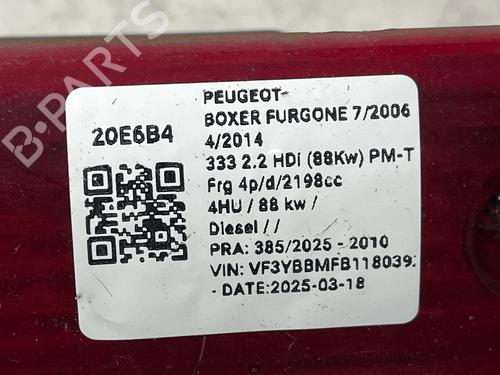 B-PARTS
20E6B4
PEUGEOT-
BOXER FURGONE 7/2006
4/2014
333 2.2 HDi (88Kw) PM-T
Frg 4p/d/2198cc
4HU / 88 kw /
Diesel / /
PRA: 385/2025 - 2010
VIN: VF3YBBMFB118039
- DATE:2025-03-18